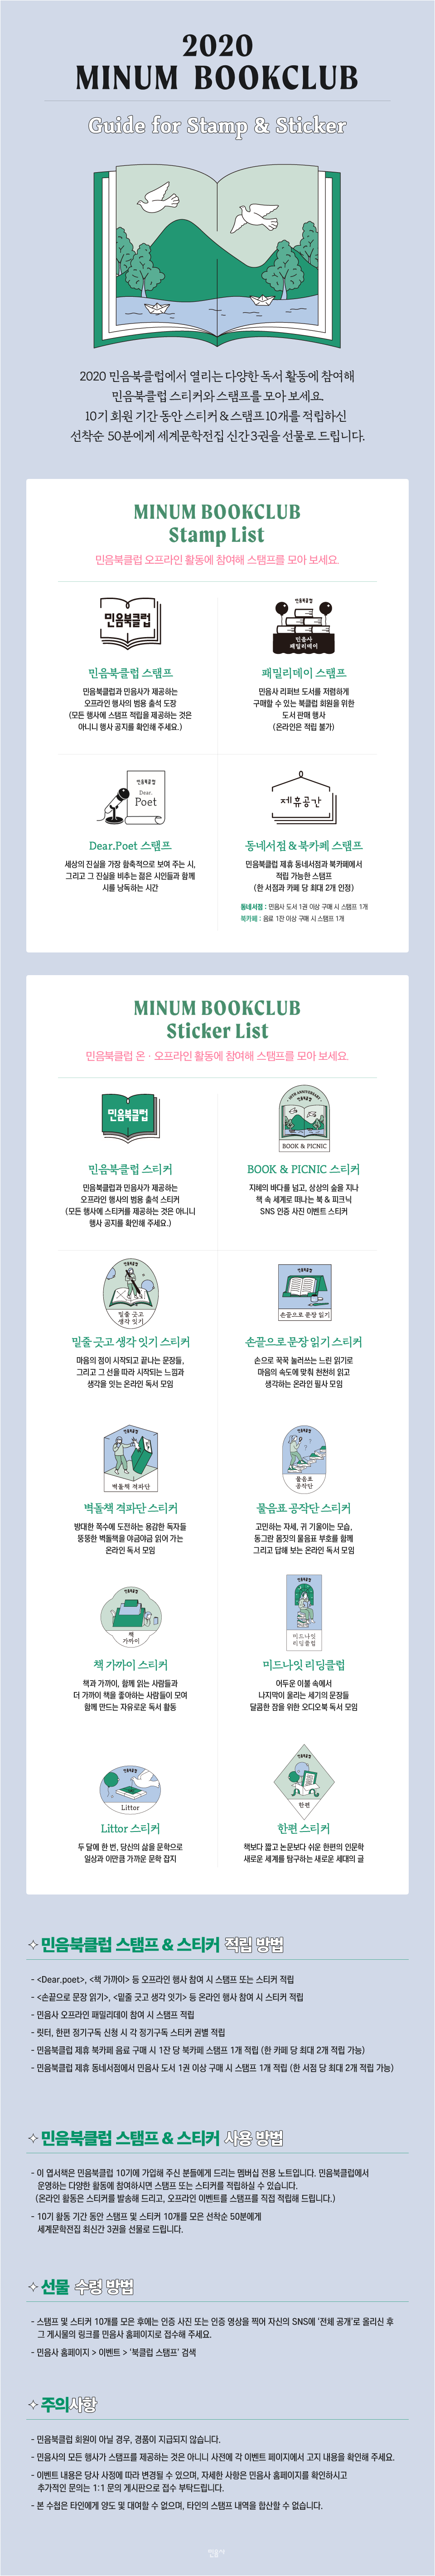 2020
MINUM BOOKCLUB
Guide for Stamp & Sticker
2020 민음북클럽에서 열리는 다양한 독서 활동에 참여해
민음북클럽 스티커와 스탬프를 모아 보세요.
10기 회원 기간 동안 스티커 & 스탬프 10개를 적립하신
선착순 50분에게 세계문학전집 신간 3권을 선물로 드립니다.
MINUM BOOKCLUB
Stamp List
민음북클럽 오프라인 활동에 참여해 스탬프를 모아 보세요.
민음북클럽
민음북클럽 스탬프
민음북클럽과 민음사가 제공하는
오프라인 행사의 범용 출석 도장
(모든 행사에 스탬프 적립을 제공하는 것은
아니니 행사 공지를 확인해 주세요.)
민음북클럽
민음사
패밀리데이
패밀리데이 스탬프
민음사 리퍼브 도서를 저렴하게
구매할 수 있는 북클럽 회원을 위한
도서 판매 행사
(온라인은 적립 불가)
민음북클럽
Dear.
Poet
Dear.Poet 스탬프
세상의 진실을 가장 함축적으로 보여 주는 시,
그리고 그 진실을 비추는 젊은 시인들과 함께
시를 낭독하는 시간
제휴공간
동네서점 & 북카페 스탬프
민음북클럽 제휴 동네서점과 북카페에서
적립 가능한 스탬프
(한 서점과 카페 당 최대 2개 인정)
동네서점 : 민음사 도서 1권 이상 구매 시 스탬프 1개
북카페 : 음료 1잔 이상 구매 시 스탬프 1개
MINUM BOOKCLUB
Sticker List
민음북클럽 온 · 오프라인 활동에 참여해 스탬프를 모아 보세요.
민음북클럽
민음북클럽 스티커
민음북클럽과 민음사가 제공하는
오프라인 행사의 범용 출석 스티커
(모든 행사에 스티커를 제공하는 것은 아니니
행사 공지를 확인해 주세요.)
10TH ANNIVERSARY
민음북클럽
BOOK & PICNIC
BOOK & PICNIC 스티커
지혜의 바다를 넘고, 상상의 숲을 지나
책 속 세계로 떠나는 북 & 피크닉
SNS 인증 사진 이벤트 스티커
민음북클럽
밑줄 긋고
생각 잇기
밑줄 긋고 생각 잇기 스티커
마음의 점이 시작되고 끝나는 문장들,
그리고 그 선을 따라 시작되는 느낌과
생각을 잇는 온라인 독서 모임
민음북클럽
손끝으로 문장 읽기
손끝으로 문장 읽기 스티커
손으로 꾹꾹 눌러쓰는 느린 읽기로
마음의 속도에 맞춰 천천히 읽고
생각하는 온라인 필사 모임
민음북클럽
벽돌책 격파단
벽돌책 격파단 스티커
방대한 쪽수에 도전하는 용감한 독자들
뚱뚱한 벽돌책을 야금야금 읽어 가는
온라인 독서 모임
민음북클럽
물음표
공작단
물음표 공작단 스티커
고민하는 자세, 귀 기울이는 모습,
동그란 몸짓의 물음표 부호를 함께
그리고 답해 보는 온라인 독서 모임
민음북클럽
책
가까이
책 가까이 스티커
책과 가까이, 함께 읽는 사람들과
더 가까이 책을 좋아하는 사람들이 모여
함께 만드는 자유로운 독서 활동
민음북클럽
미드나잇
리딩클럽
미드나잇 리딩클럽
어두운 이불 속에서
나지막이 울리는 세기의 문장들
달콤한 잠을 위한 오디오북 독서 모임
민음북클럽
Littor
Littor 스티커
두 달에 한 번, 당신의 삶을 문학으로
일상과 이만큼 가까운 문학 잡지
민음북클럽
한편
한편 스티커
책보다 짧고 논문보다 쉬운 한편의 인문학
새로운 세계를 탐구하는 새로운 세대의 글
민음북클럽 스탬프 & 스티커 적립 방법
- <Dear.poet>, <책 가까이> 등 오프라인 행사 참여 시 스탬프 또는 스티커 적립
- <손끝으로 문장 읽기>, <밑줄 긋고 생각 잇기> 등 온라인 행사 참여 시 스티커 적립
- 민음사 오프라인 패밀리데이 참여 시 스탬프 적립
- 릿터, 한편 정기구독 신청 시 각 정기구독 스티커 권별 적립
- 민음북클럽 제휴 북카페 음료 구매 시 1잔 당 북카페 스탬프 1개 적립 (한 카페 당 최대 2개 적립 가능)
- 민음북클럽 제휴 동네서점에서 민음사 도서 1권 이상 구매 시 스탬프 1개 적립 (한 서점 당 최대 2개 적립 가능)
민음북클럽 스탬프 & 스티커 사용 방법
- 이 엽서책은 민음북클럽 10기에 가입해 주신 분들에게 드리는 멤버십 전용 노트입니다. 민음북클럽에서
운영하는 다양한 활동에 참여하시면 스탬프 또는 스티커를 적립하실 수 있습니다.
(온라인 활동은 스티커를 발송해 드리고, 오프라인 이벤트를 스탬프를 직접 적립해 드립니다.)
- 10기 활동 기간 동안 스탬프 및 스티커 10개를 모은 선착순 50분에게
세계문학전집 최신간 3권을 선물로 드립니다.
선물 수령 방법
- 스탬프 및 스티커 10개를 모은 후에는 인증 사진 또는 인증 영상을 찍어 자신의 SNS에 ‘전체 공개’로 올리신 후
그 게시물의 링크를 민음사 홈페이지로 접수해 주세요.
- 민음사 홈페이지 > 이벤트 > ‘북클럽 스탬프’ 검색
주의사항
- 민음북클럽 회원이 아닐 경우, 경품이 지급되지 않습니다.
- 민음사의 모든 행사가 스탬프를 제공하는 것은 아니니 사전에 각 이벤트 페이지에서 고지 내용을 확인해 주세요.
- 이벤트 내용은 당사 사정에 따라 변경될 수 있으며, 자세한 사항은 민음사 홈페이지를 확인하시고
추가적인 문의는 1:1 문의 게시판으로 접수 부탁드립니다.
- 본 수첩은 타인에게 양도 및 대여할 수 없으며, 타인의 스탬프 내역을 합산할 수 없습니다.
민음사